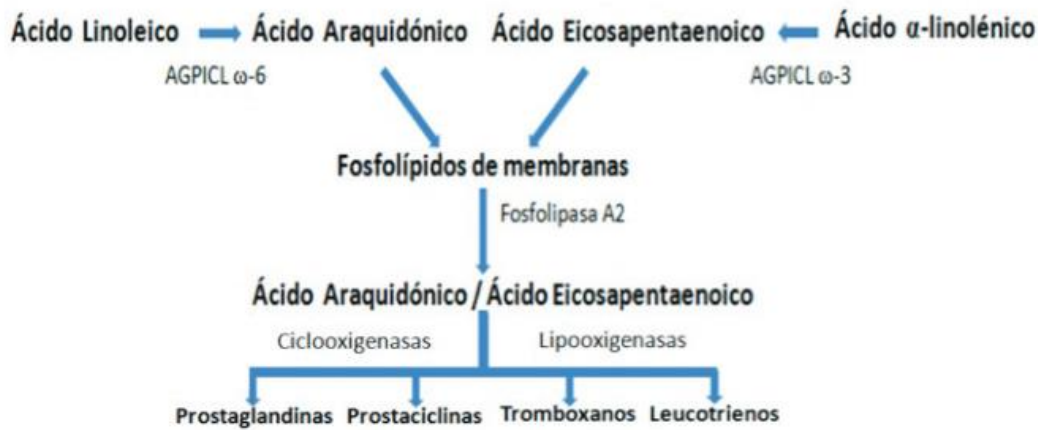 Ácido Linoleico Ácido Araquidónico Ácido Eicosapentaenoico Ácido α-linolénico
AGPICL ω-6 AGPICL ω-3
Fosfolípidos de membranas
Fosfolipasa A2
Ácido Araquidónico / Ácido Eicosapentaenoico
Ciclooxigenasas Lipooxigenasas
Prostaglandinas Prostaciclinas Tromboxanos Leucotrienos